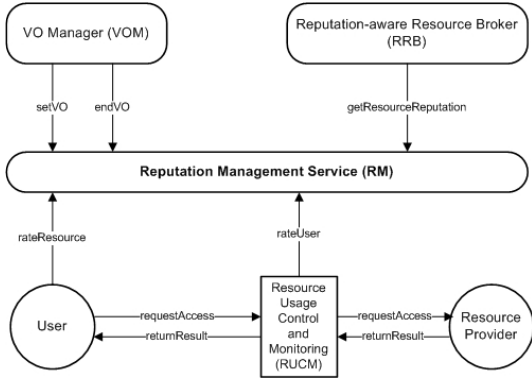 VO Manager (VOM)
Reputation-aware Resource Broker
(RRB)
setVO
endVO
getResourceReputation
Reputation Management Service (RM)
rateResource
rateUser
User
requestAccess
returnResult
Resource
Usage
Control
and
Monitoring
(RUCM)
requestAccess
returnResult
Resource
Provider